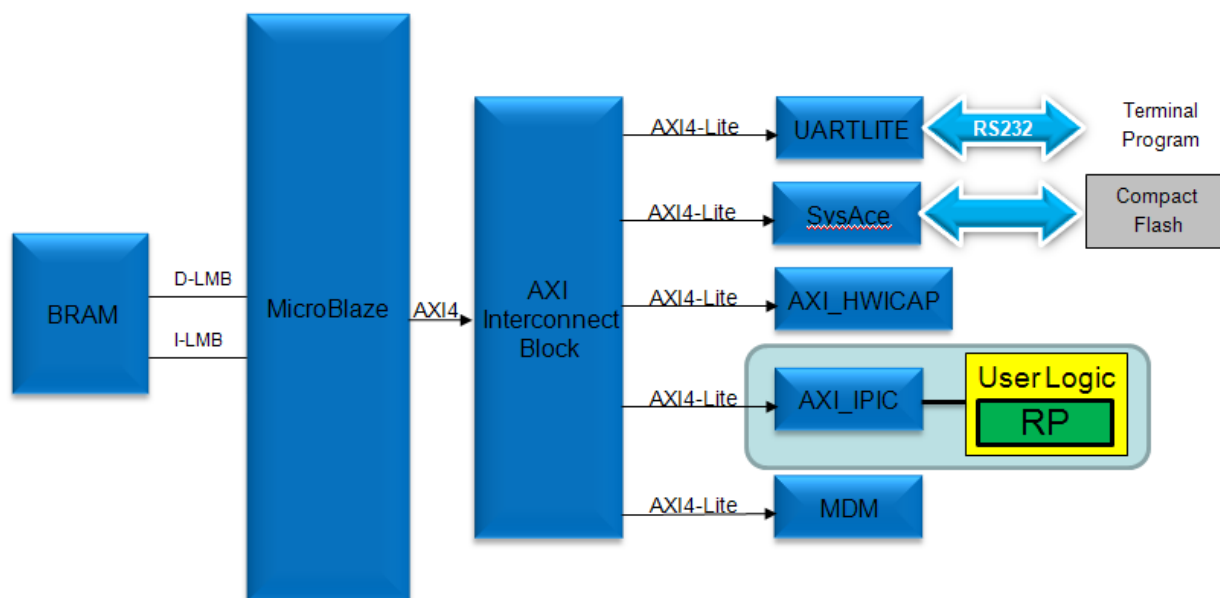 BRAM
D-LMB
I-LMB
MicroBlaze
AXI4
AXI
Interconnect
Block
AXI4-Lite
UARTLITE
RS232
Terminal
Program
AXI4-Lite
SysAce
Compact
Flash
AXI4-Lite
AXI_HWICAP
AXI4-Lite
AXI_IPIC
User Logic
RP
AXI4-Lite
MDM